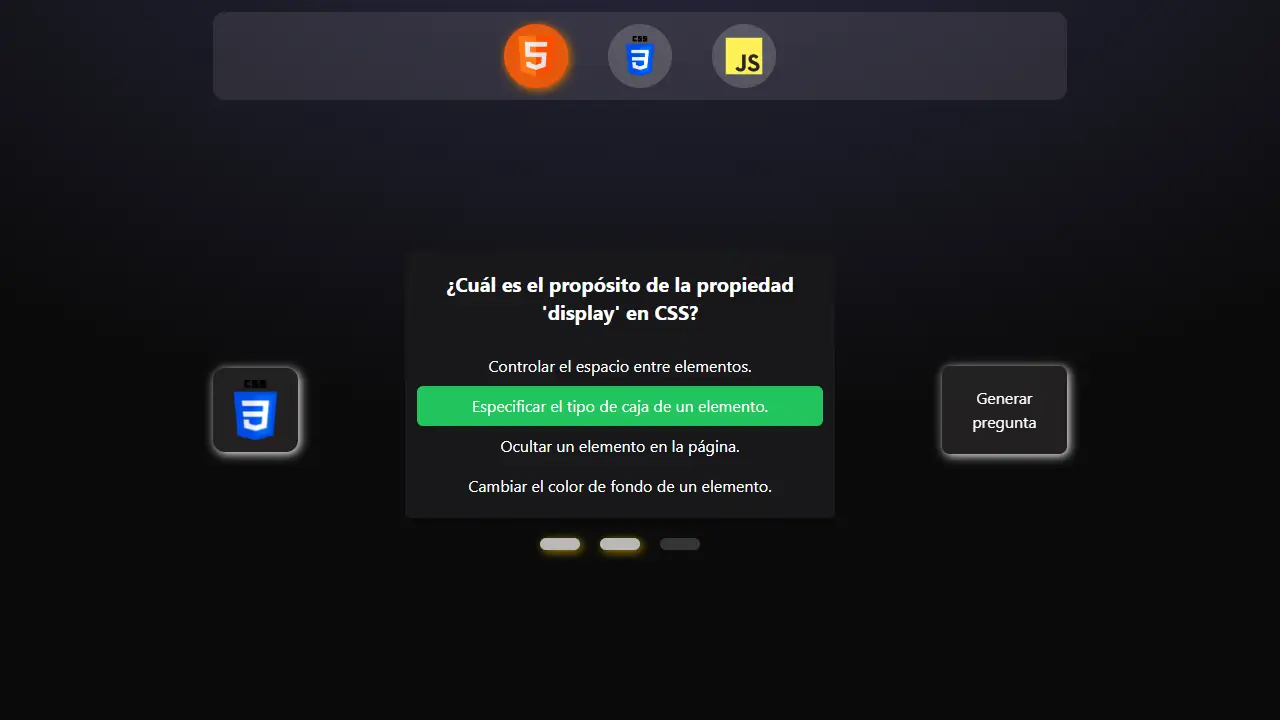 5
CSS
3
JS
¿Cuál es el propósito de la propiedad
'display' en CSS?
Controlar el espacio entre elementos.
Especificar el tipo de caja de un elemento.
Ocultar un elemento en la página.
Cambiar el color de fondo de un elemento.
CSS
3
Generar
pregunta